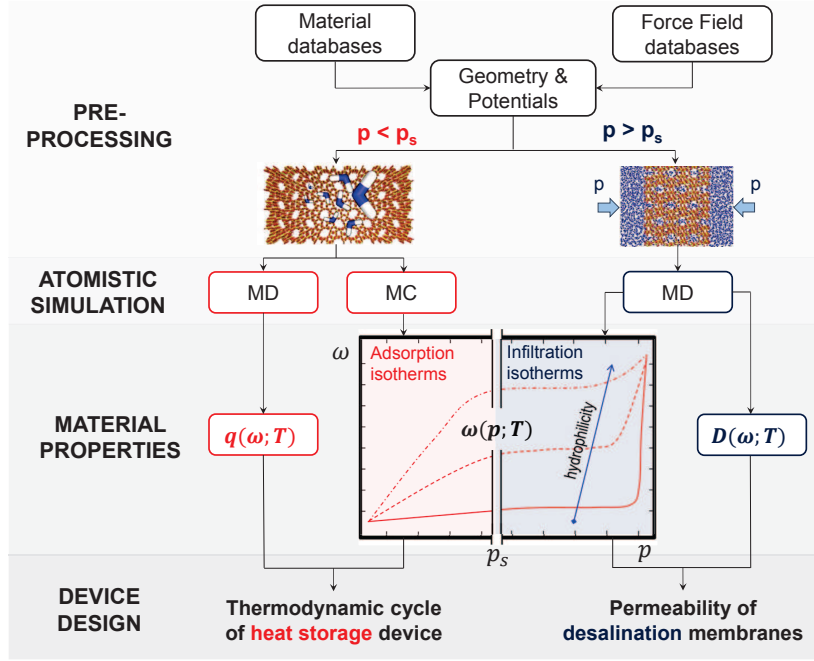 Material
databases
Force Field
databases
Geometry &
Potentials
PRE-
PROCESSING
p < pₛ
p > pₛ
p
p
ATOMISTIC
SIMULATION
MD
MC
MD
ω
Adsorption
isotherms
Infiltration
isotherms
MATERIAL
PROPERTIES
q(ω;T)
ω(p;T)
hydrophilicity
D(ω;T)
pₛ
p
DEVICE
DESIGN
Thermodynamic cycle
of heat storage device
Permeability of
desalination membranes